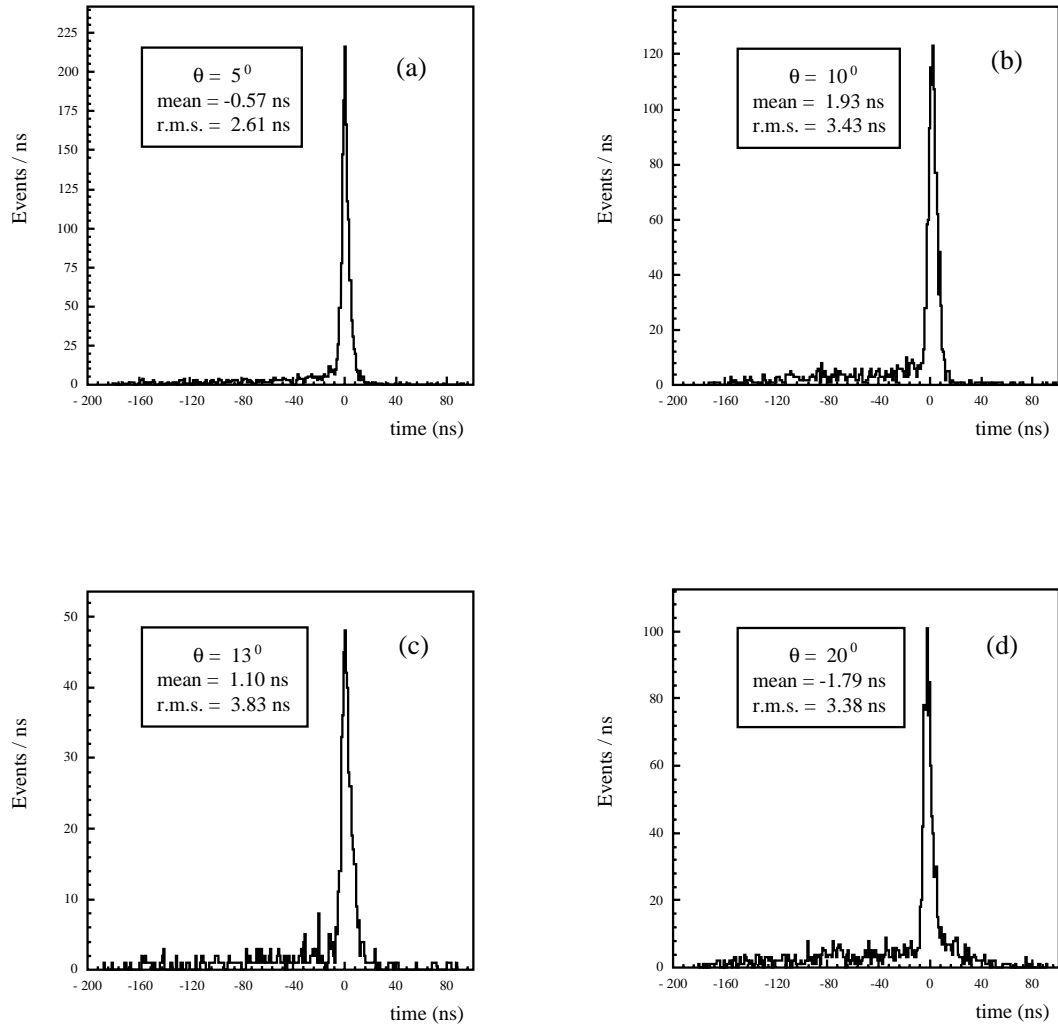 (a)
θ = 5⁰
mean = -0.57 ns
r.m.s. = 2.61 ns
Events / ns
225
200
175
150
125
100
75
50
25
0
- 200 -160 -120 -80 -40 0 40 80
time (ns)
(b)
θ = 10⁰
mean = 1.93 ns
r.m.s. = 3.43 ns
Events / ns
120
100
80
60
40
20
0
- 200 -160 -120 -80 -40 0 40 80
time (ns)
(c)
θ = 13⁰
mean = 1.10 ns
r.m.s. = 3.83 ns
Events / ns
50
40
30
20
10
0
- 200 -160 -120 -80 -40 0 40 80
time (ns)
(d)
θ = 20⁰
mean = -1.79 ns
r.m.s. = 3.38 ns
Events / ns
100
80
60
40
20
0
- 200 -160 -120 -80 -40 0 40 80
time (ns)